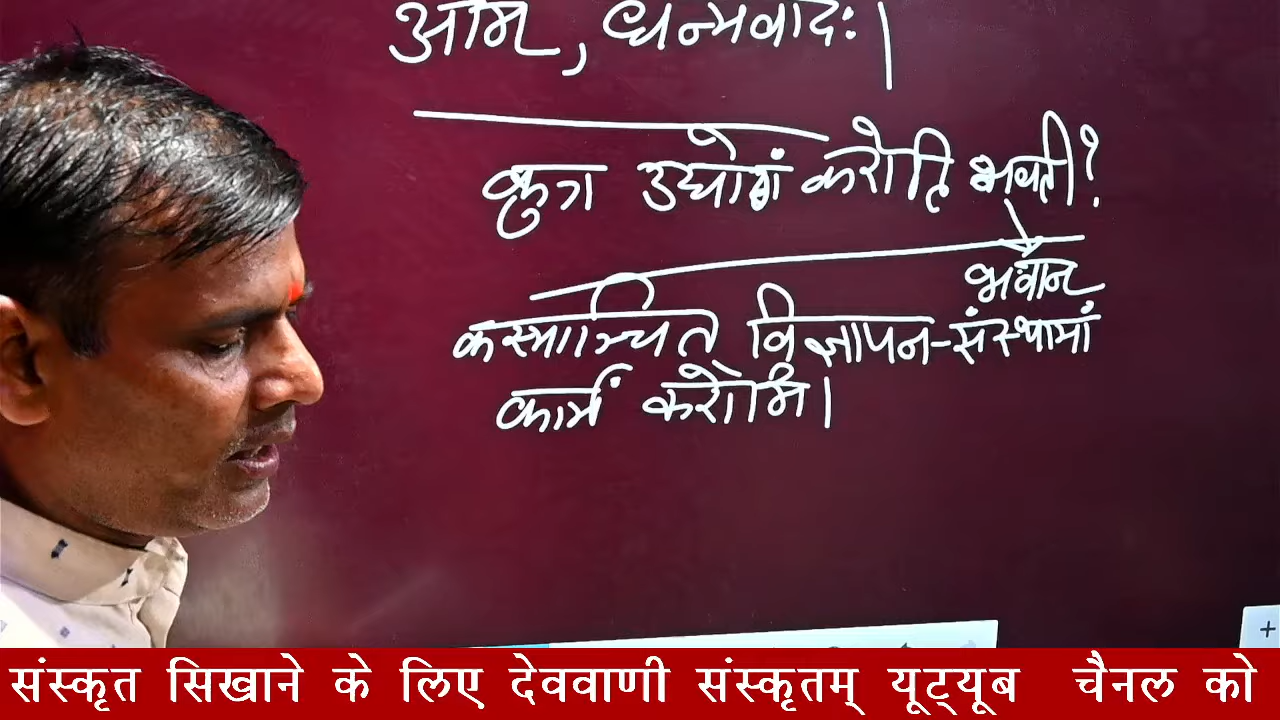 आम्, धन्यवादः।
कुत्र उद्योगं करोति भवती?
भवान्
कस्माञ्चित् विज्ञापन-संस्थायां
कार्यं करोमि।
संस्कृत सिखाने के लिए देववाणी संस्कृतम् यूट्यूब चैनल को